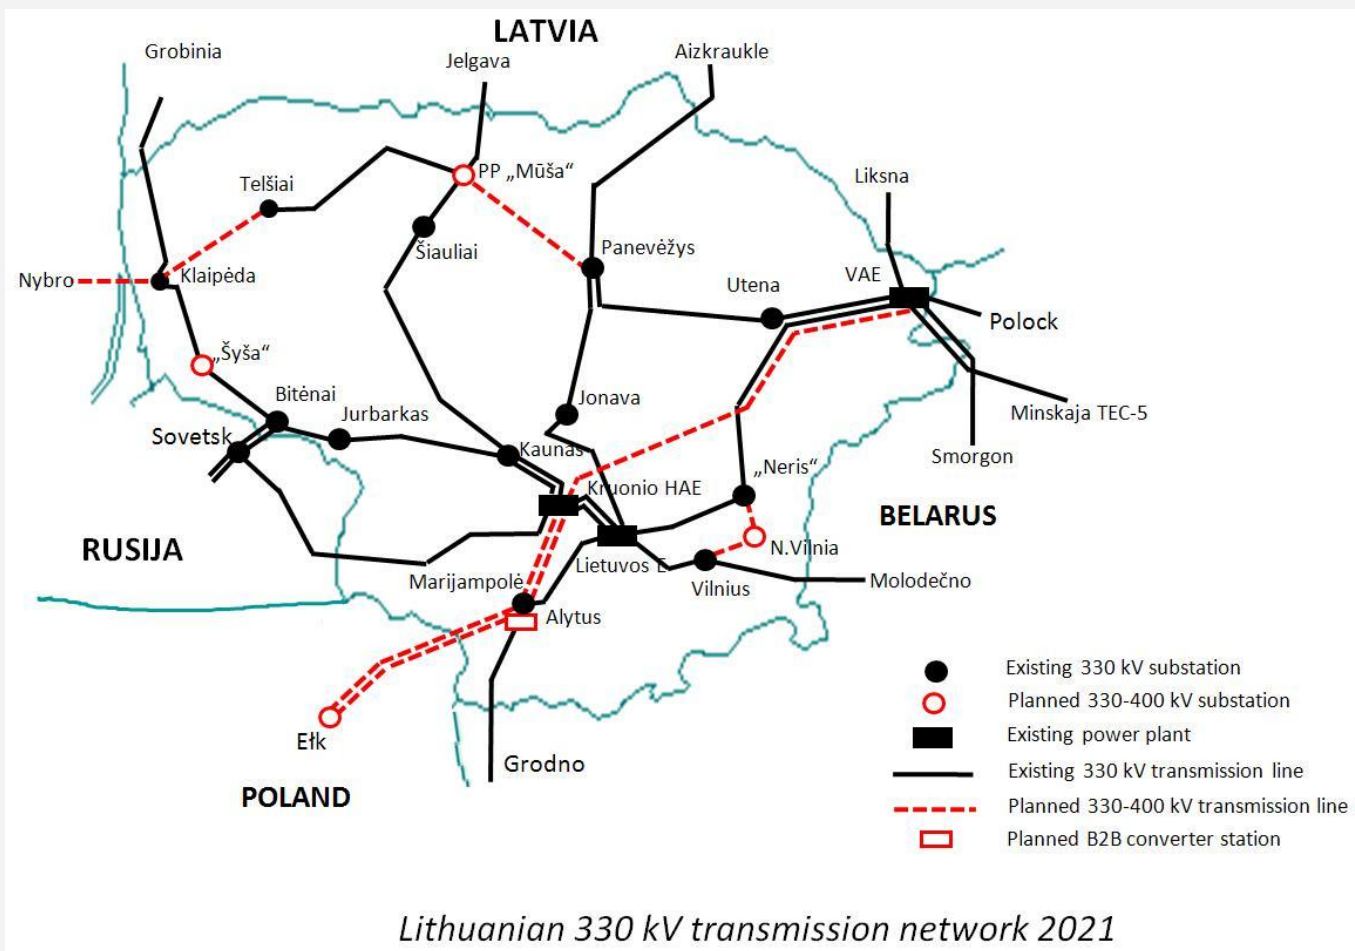 LATVIA
Grobinia
Jelgava
Aizkraukle
Telšiai
PP „Mūša“
Liksna
Šiauliai
Panevėžys
Nybro
Klaipėda
Utena
VAE
Polock
„Šyša“
Bitėnai
Jurbarkas
Jonava
Minskaja TEC-5
Sovetsk
Kaunas
Smorgon
„Neris“
Kruonio HAE
BELARUS
RUSIJA
N.Vilnia
Lietuvos E
Marijampolė
Vilnius
Molodečno
Alytus
Ełk
Grodno
POLAND
Existing 330 kV substation
Planned 330-400 kV substation
Existing power plant
Existing 330 kV transmission line
Planned 330-400 kV transmission line
Planned B2B converter station
Lithuanian 330 kV transmission network 2021